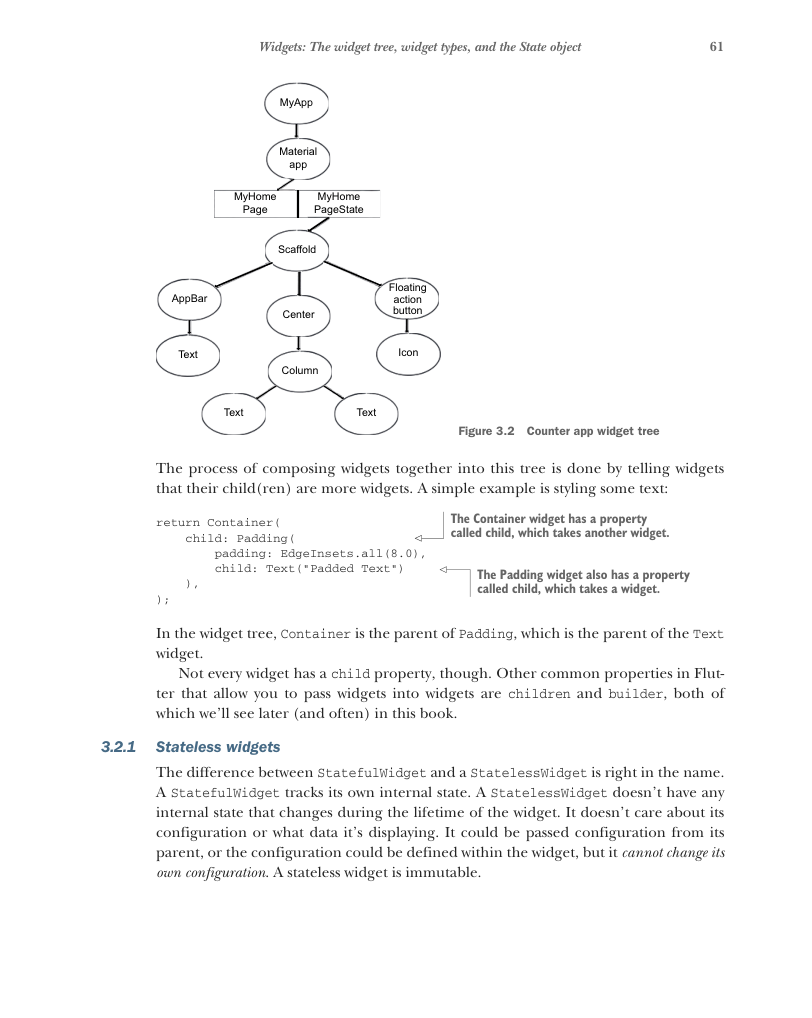 Widgets: The widget tree, widget types, and the State object 61
MyApp
Material
app
MyHome
Page
MyHome
PageState
Scaffold
AppBar
Center
Floating
action
button
Text
Column
Icon
Text
Text
Figure 3.2 Counter app widget tree
The process of composing widgets together into this tree is done by telling widgets
that their child(ren) are more widgets. A simple example is styling some text:
return Container(
    child: Padding(
        padding: EdgeInsets.all(8.0),
        child: Text("Padded Text")
    ),
);
The Container widget has a property
called child, which takes another widget.
The Padding widget also has a property
called child, which takes a widget.
In the widget tree, Container is the parent of Padding, which is the parent of the Text
widget.
Not every widget has a child property, though. Other common properties in Flut-
ter that allow you to pass widgets into widgets are children and builder, both of
which we'll see later (and often) in this book.
3.2.1 Stateless widgets
The difference between StatefulWidget and a StatelessWidget is right in the name.
A StatefulWidget tracks its own internal state. A StatelessWidget doesn't have any
internal state that changes during the lifetime of the widget. It doesn't care about its
configuration or what data it's displaying. It could be passed configuration from its
parent, or the configuration could be defined within the widget, but it cannot change its
own configuration. A stateless widget is immutable.